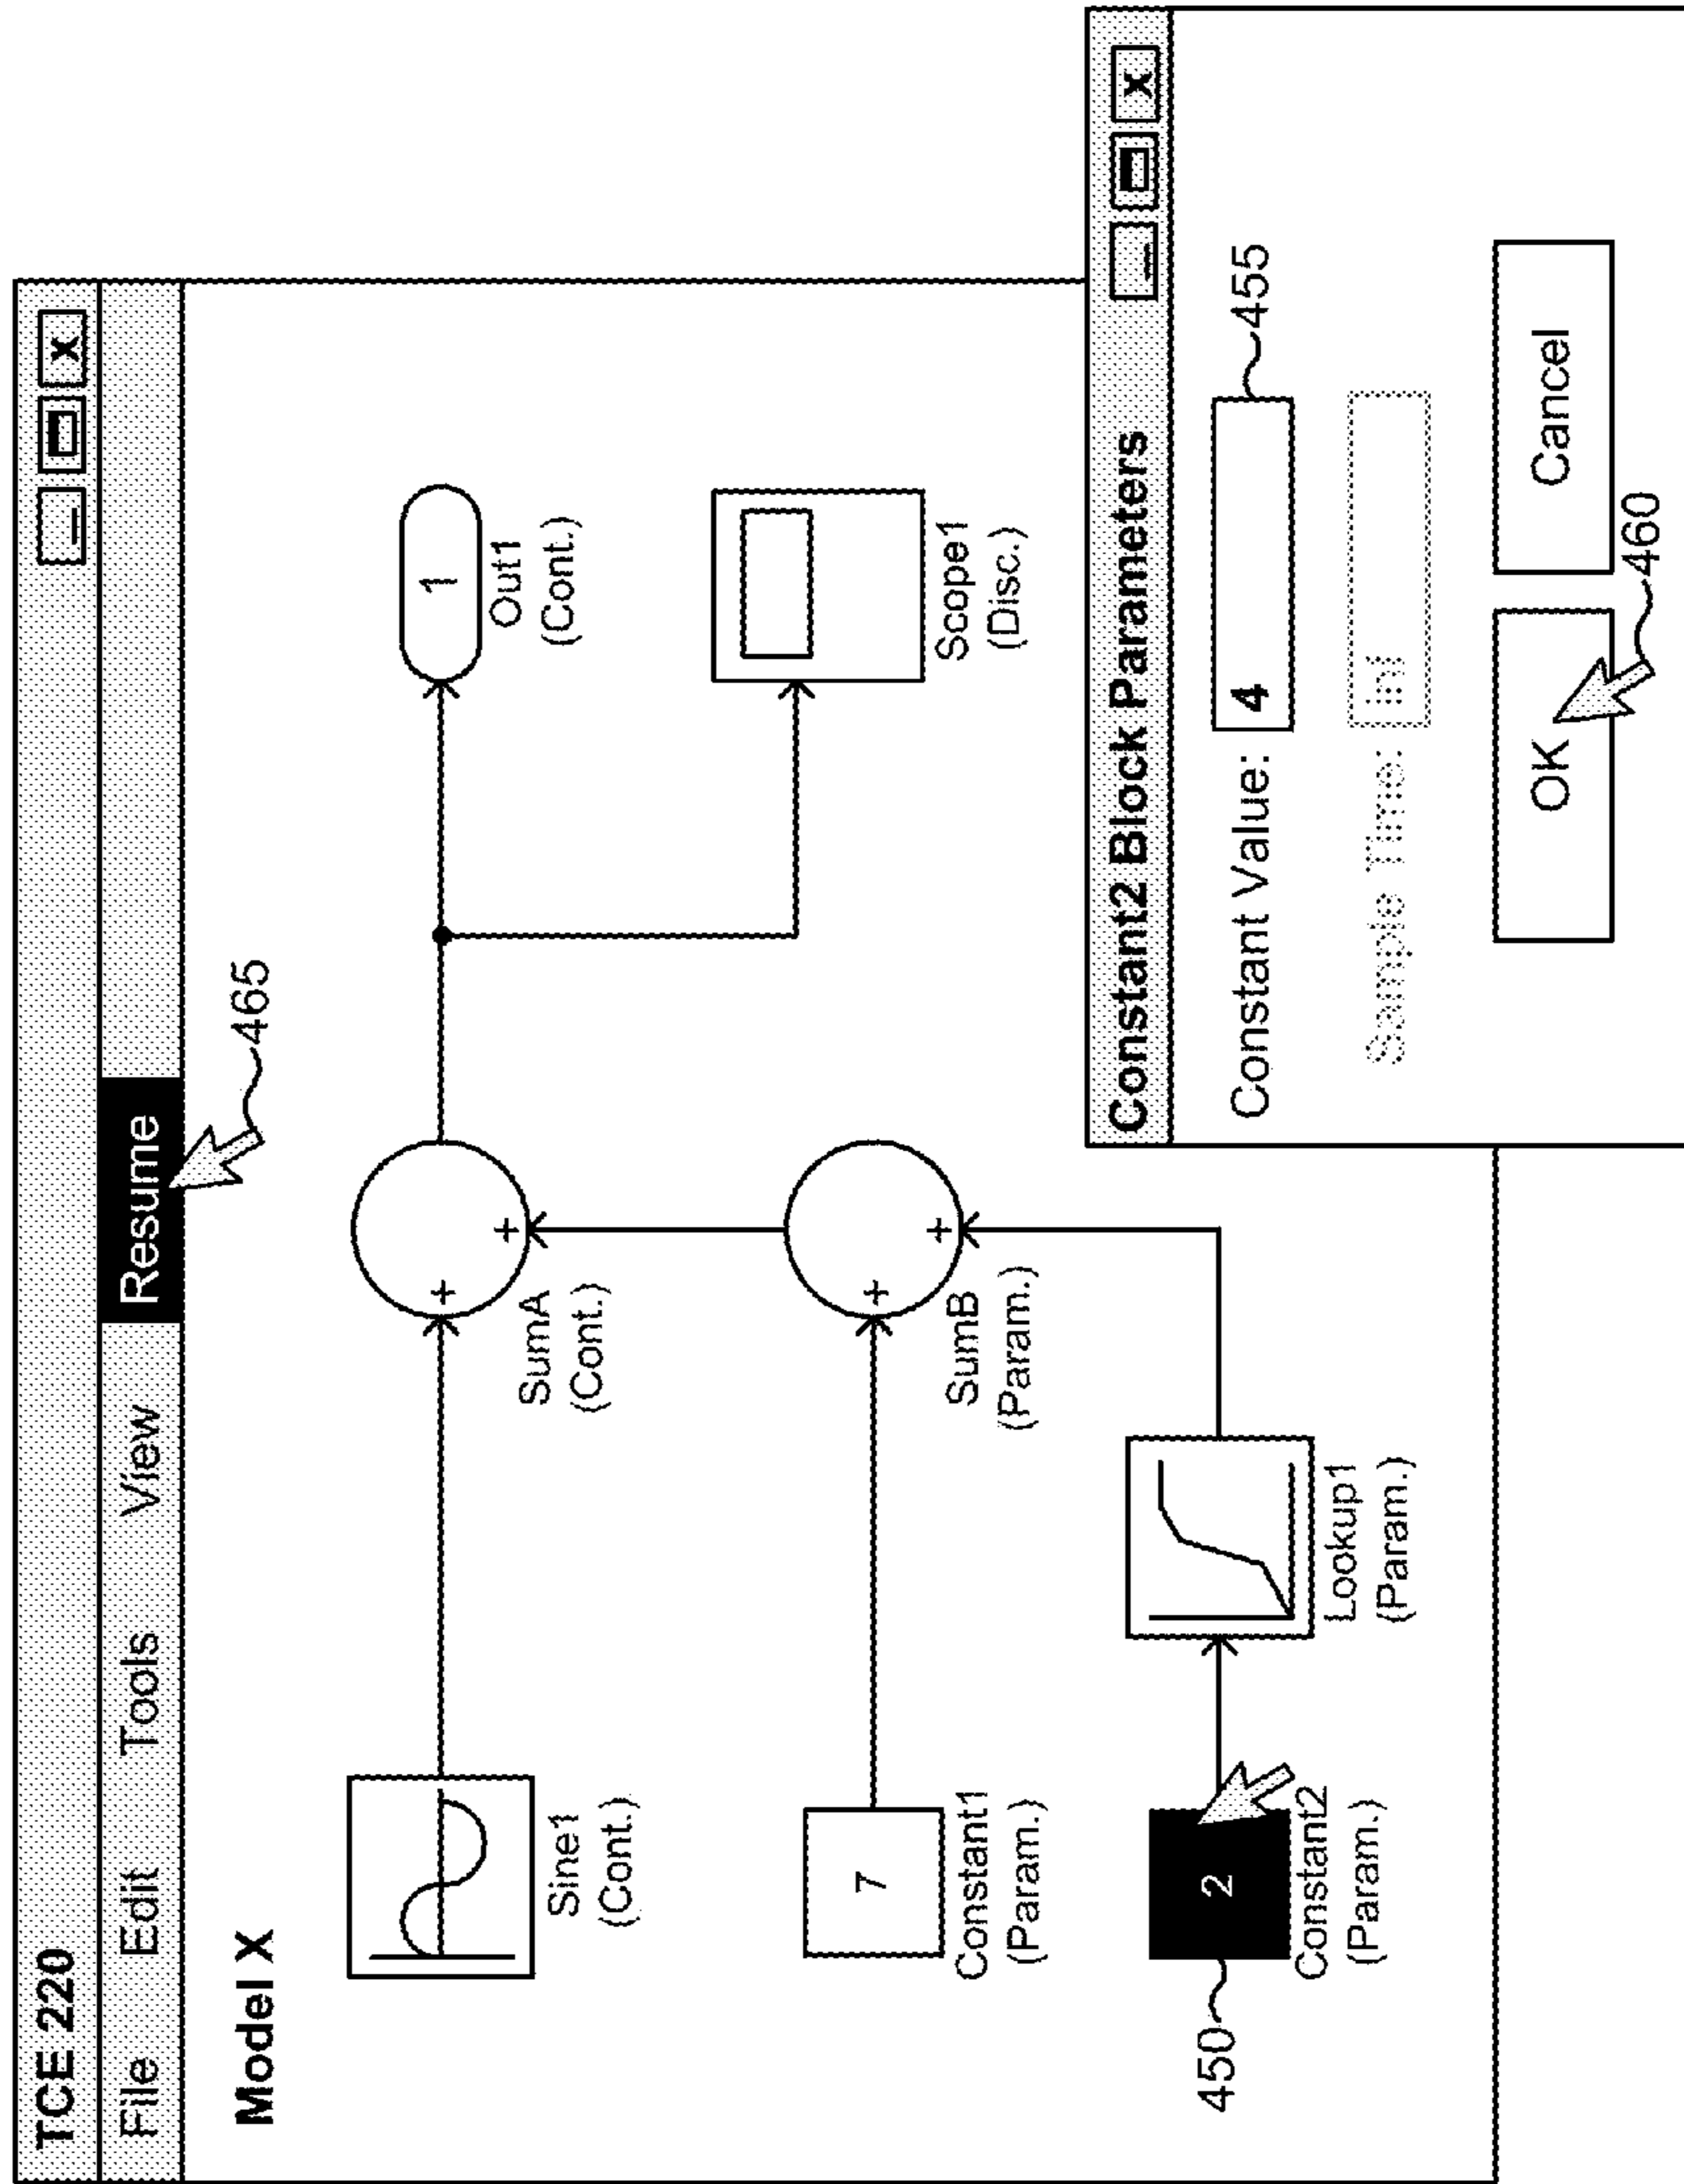 TCE 220
File Edit Tools View Resume
465
Model X
Sine1
(Cont.)
+
+
SumA
(Cont.)
1
Out1
(Cont.)
7
Constant1
(Param.)
+
+
SumB
(Param.)
Scope1
(Disc.)
450
2
Constant2
(Param.)
Lookup1
(Param.)
Constant2 Block Parameters
Constant Value: 4
455
Sample Time: Inf
OK
Cancel
460